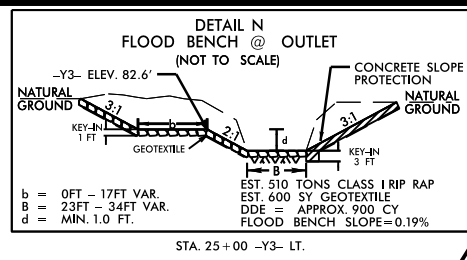 DETAIL N
FLOOD BENCH @ OUTLET
(NOT TO SCALE)
-Y3- ELEV. 82.6'
CONCRETE SLOPE
PROTECTION
NATURAL
GROUND
NATURAL
GROUND
3:1
b
2:1
d
3:1
KEY-IN
1 FT
GEOTEXTILE
KEY-IN
3 FT
B
b = 0FT - 17FT VAR.
B = 23FT - 34FT VAR.
d = MIN. 1.0 FT.
EST. 510 TONS CLASS I RIP RAP
EST. 600 SY GEOTEXTILE
DDE = APPROX. 900 CY
FLOOD BENCH SLOPE=0.19%
STA. 25+00 -Y3- LT.